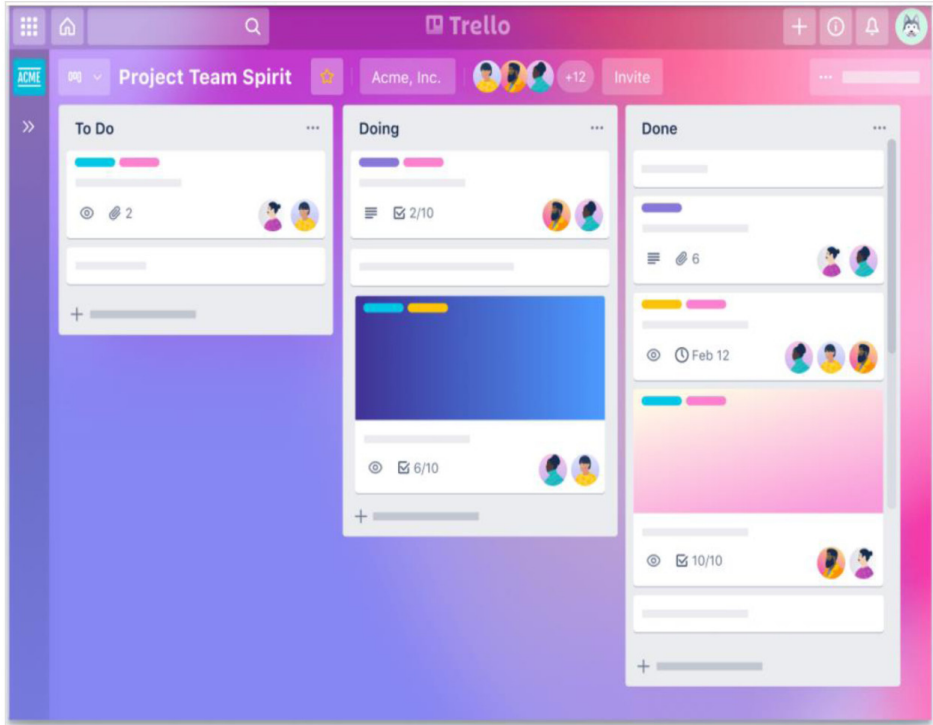 Trello
ACME
Project Team Spirit
Acme, Inc.
+12
Invite
To Do
2
Doing
2/10
6/10
Done
6
Feb 12
10/10